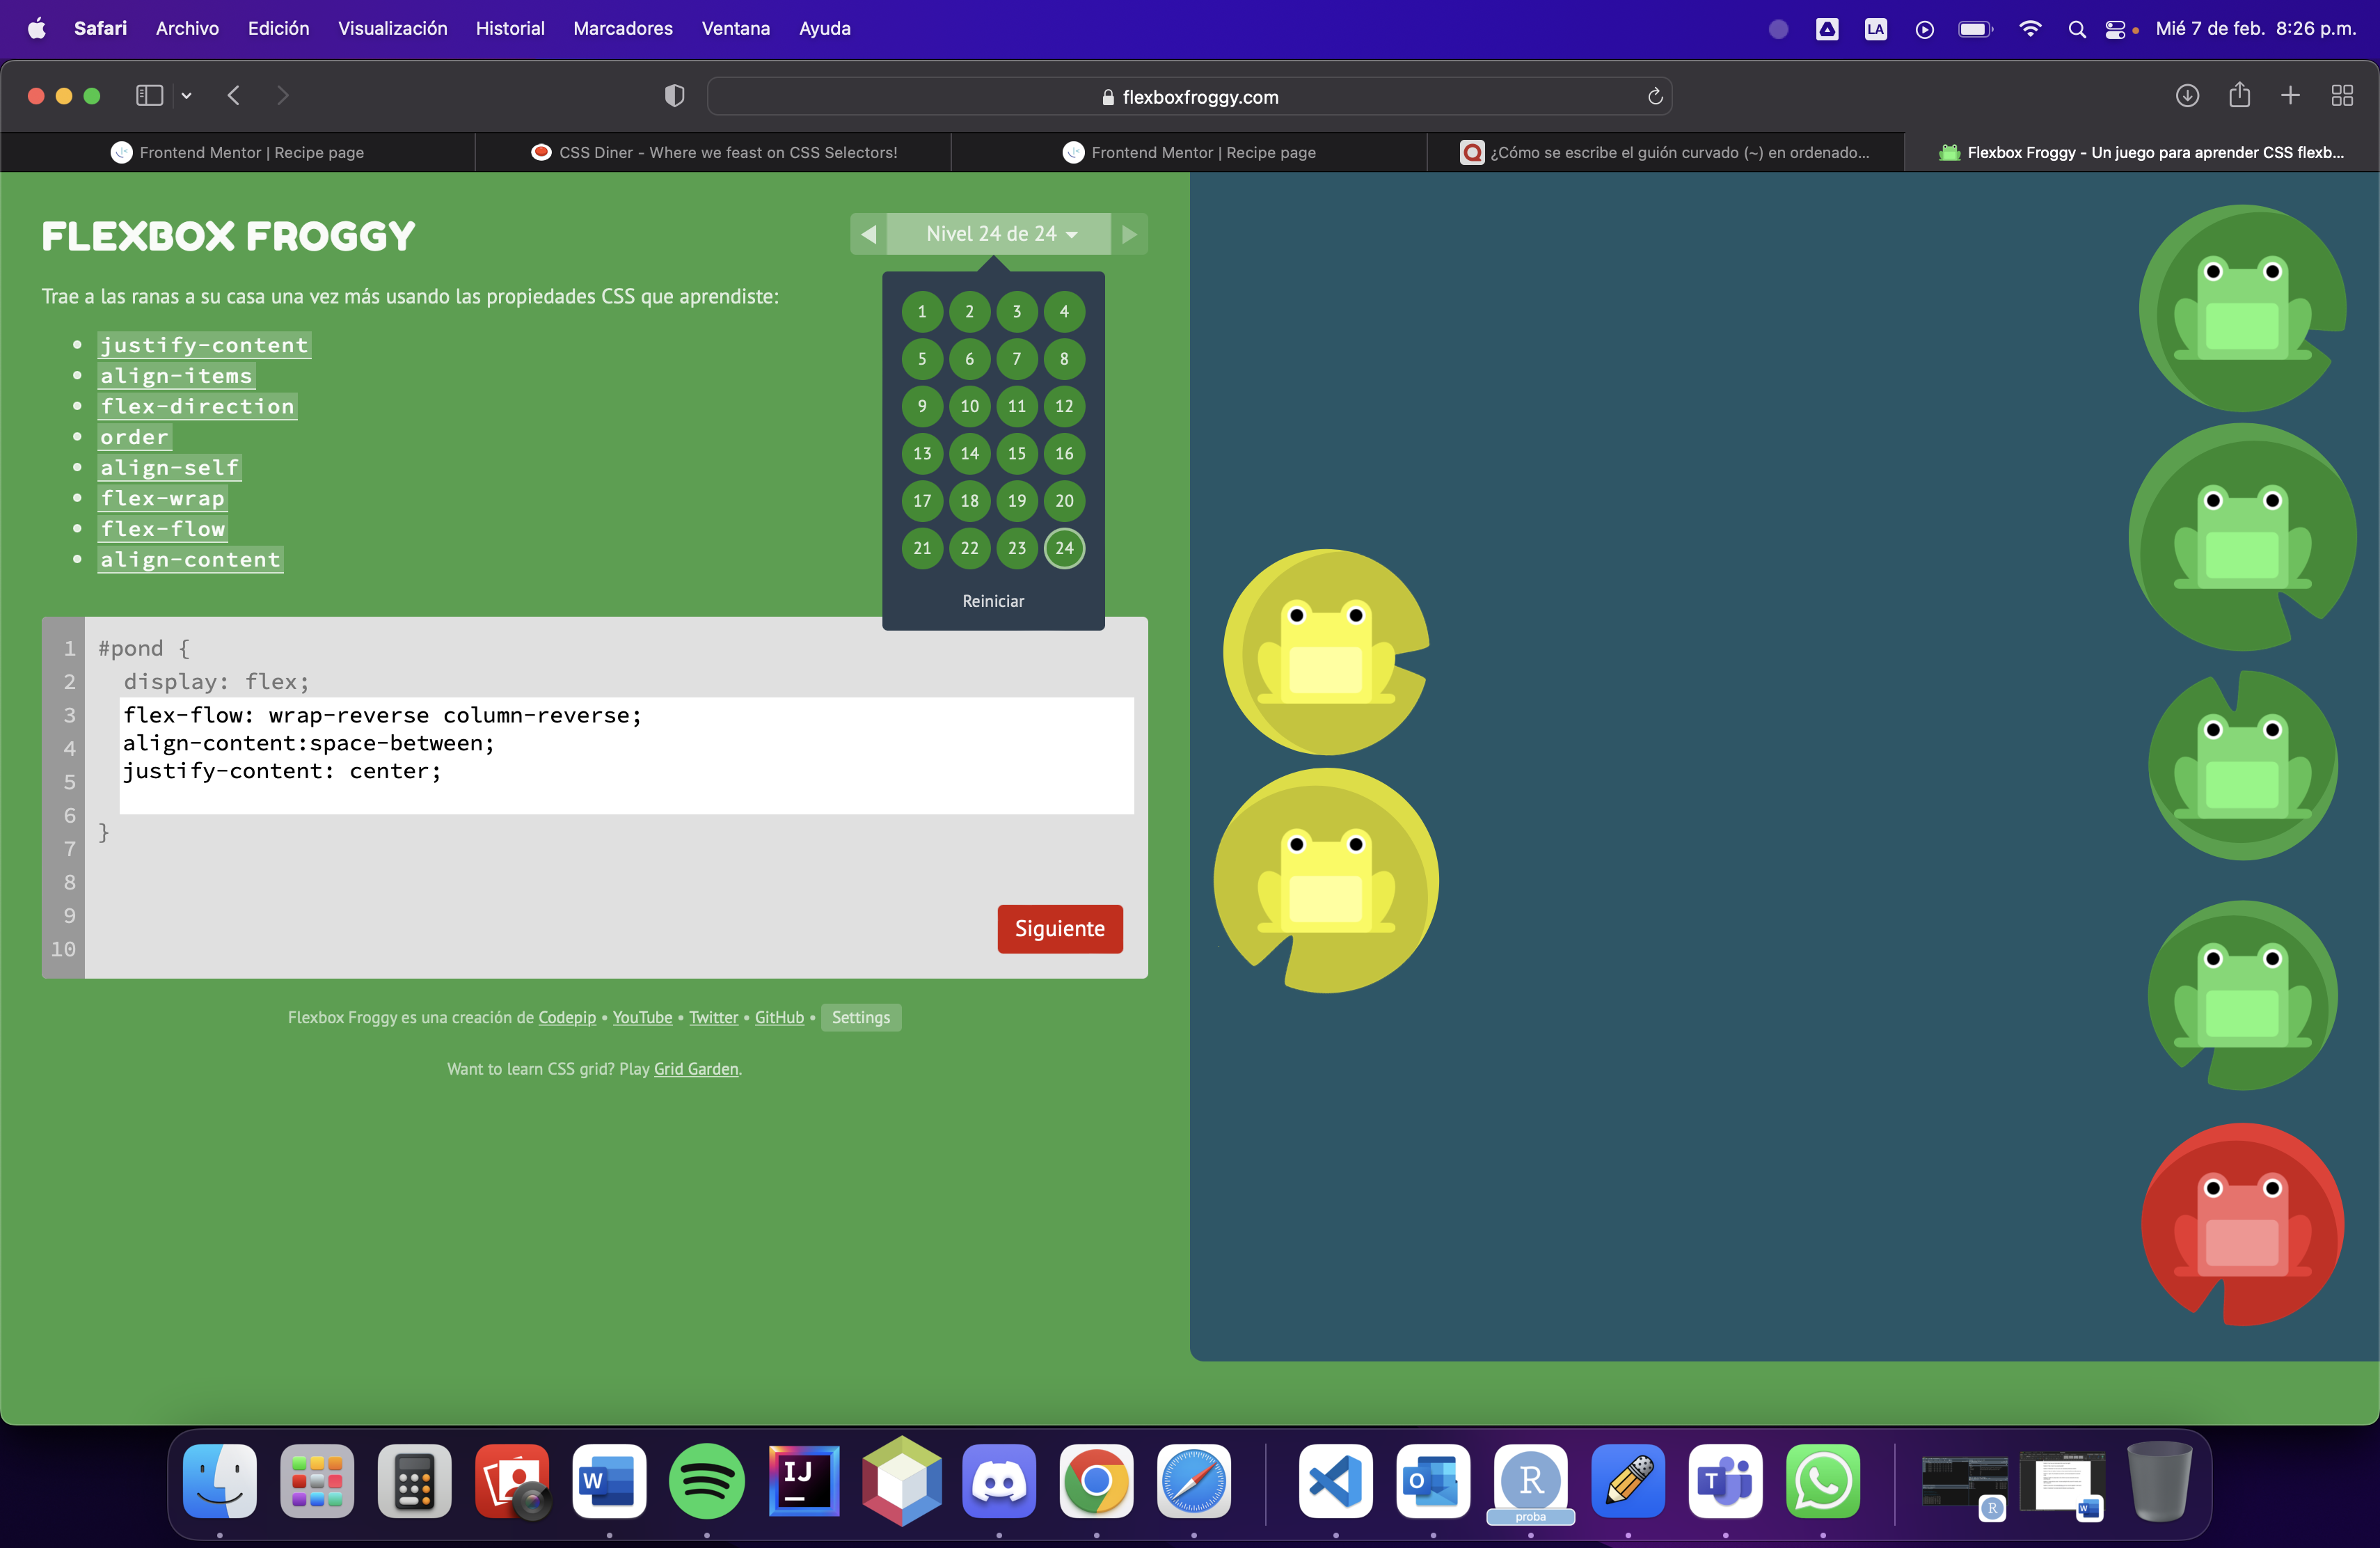 Safari Archivo Edición Visualización Historial Marcadores Ventana Ayuda LA Mié 7 de feb. 8:26 p.m.
flexboxfroggy.com
Frontend Mentor | Recipe page
CSS Diner - Where we feast on CSS Selectors!
Frontend Mentor | Recipe page
¿Cómo se escribe el guión curvado (~) en ordenado...
Flexbox Froggy - Un juego para aprender CSS flexb...
FLEXBOX FROGGY
Nivel 24 de 24
Trae a las ranas a su casa una vez más usando las propiedades CSS que aprendiste:
justify-content
align-items
flex-direction
order
align-self
flex-wrap
flex-flow
align-content
1 2 3 4
5 6 7 8
9 10 11 12
13 14 15 16
17 18 19 20
21 22 23 24
Reiniciar
1 #pond {
2 display: flex;
3 flex-flow: wrap-reverse column-reverse;
4 align-content:space-between;
5 justify-content: center;
6 }
7
8
9
10
Siguiente
Flexbox Froggy es una creación de Codepip • YouTube • Twitter • GitHub • Settings
Want to learn CSS grid? Play Grid Garden.
W
IJ
O
R
proba
T
R
W